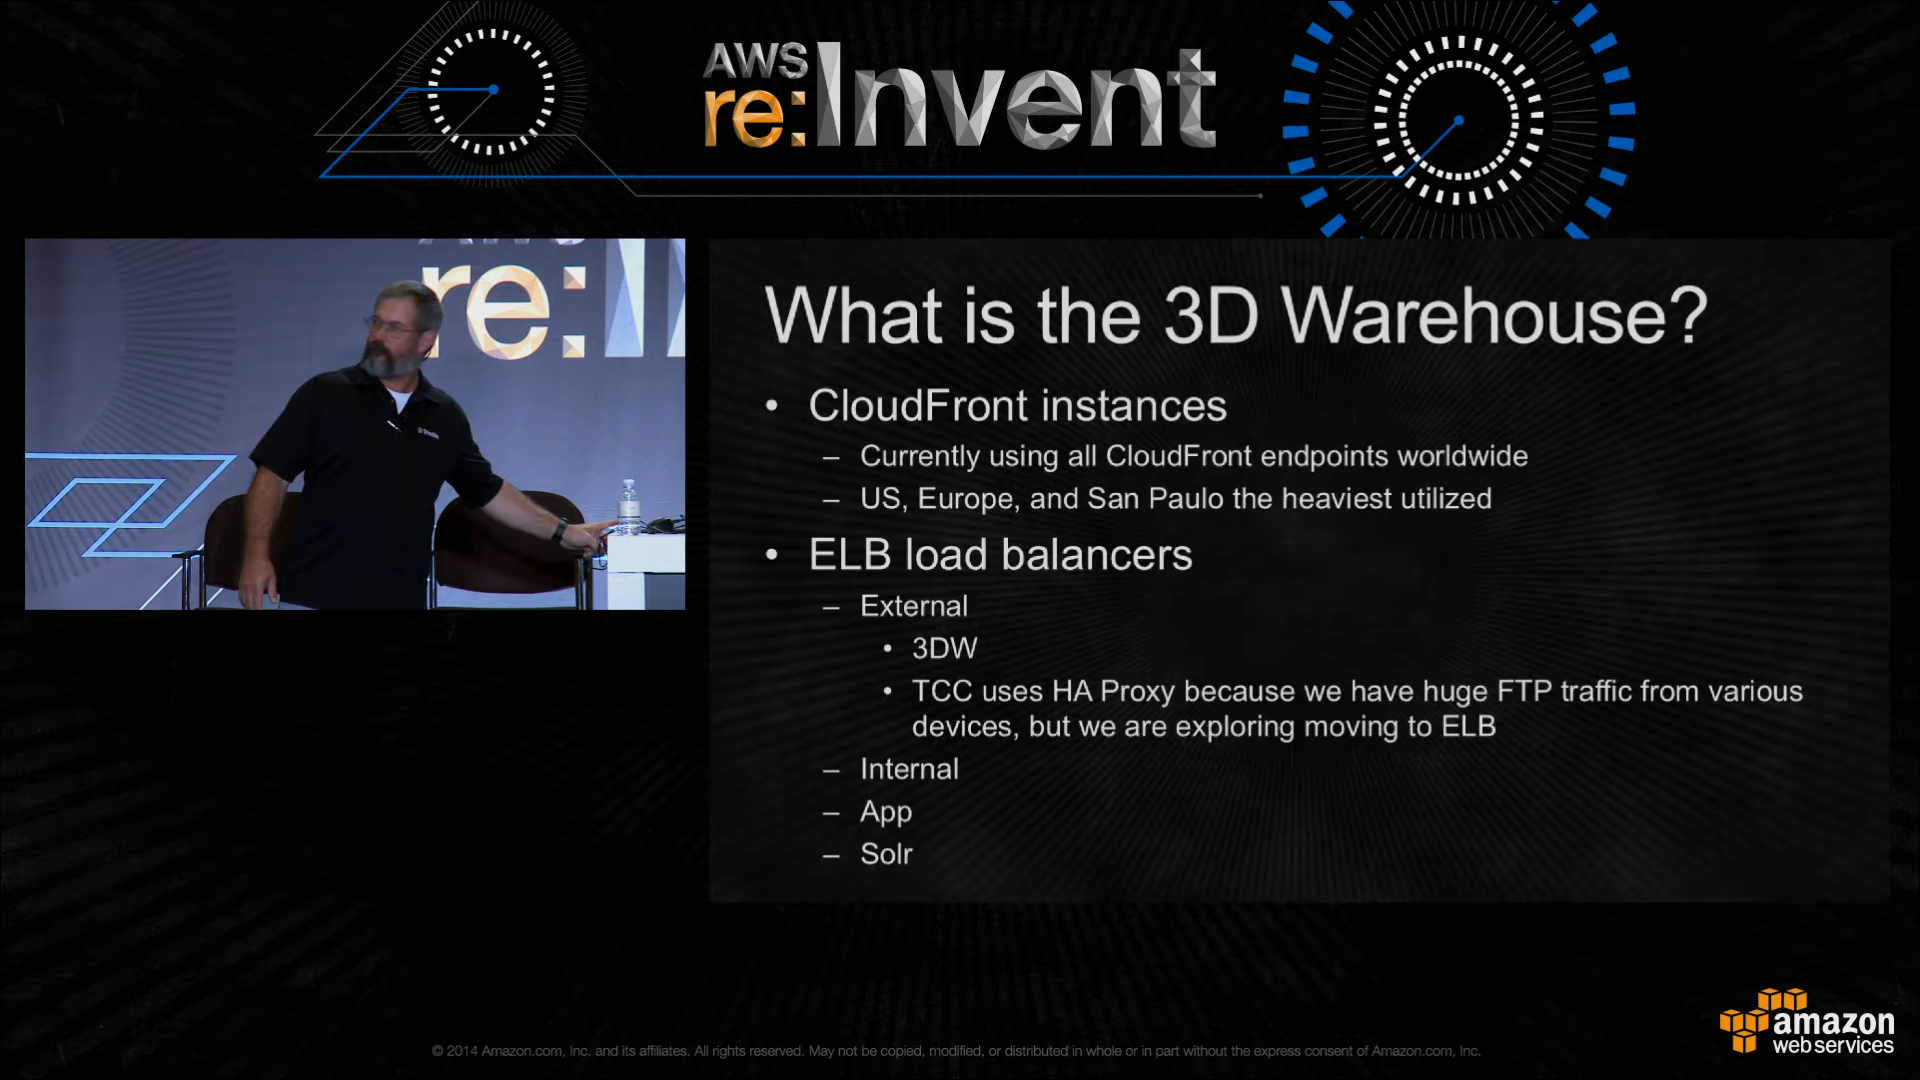 AWS
re:Invent
re:I
What is the 3D Warehouse?
• CloudFront instances
– Currently using all CloudFront endpoints worldwide
– US, Europe, and San Paulo the heaviest utilized
• ELB load balancers
– External
• 3DW
• TCC uses HA Proxy because we have huge FTP traffic from various
devices, but we are exploring moving to ELB
– Internal
– App
– Solr
© 2014 Amazon.com, Inc. and its affiliates. All rights reserved. May not be copied, modified, or distributed in whole or in part without the express consent of Amazon.com, Inc.
amazon
web services